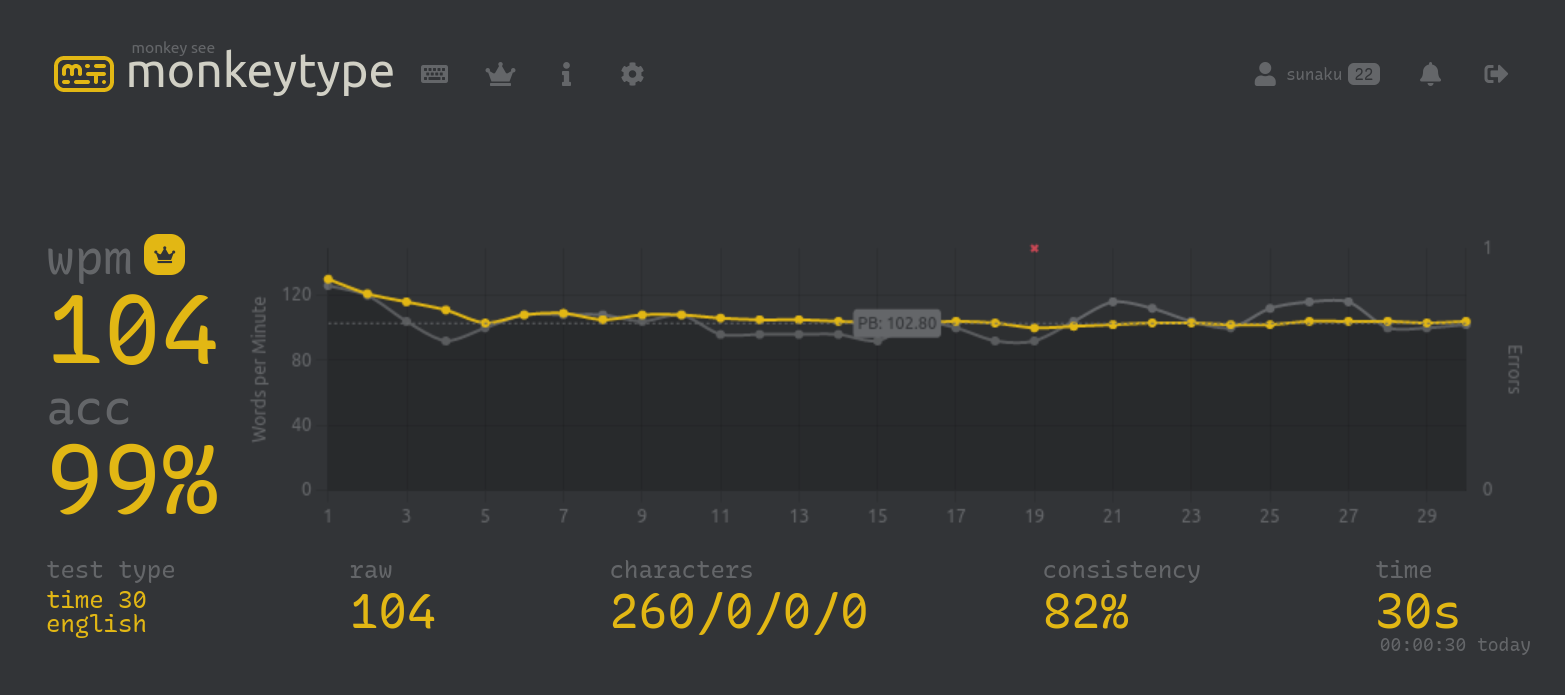 monkey see
monkeytype
sunaku 22
wpm
104
acc
99%
Words per Minute
120
80
40
0
PB: 102.80
1
0
Errors
1 3 5 7 9 11 13 15 17 19 21 23 25 27 29
test type
time 30
english
raw
104
characters
260/0/0/0
consistency
82%
time
30s
00:00:30 today